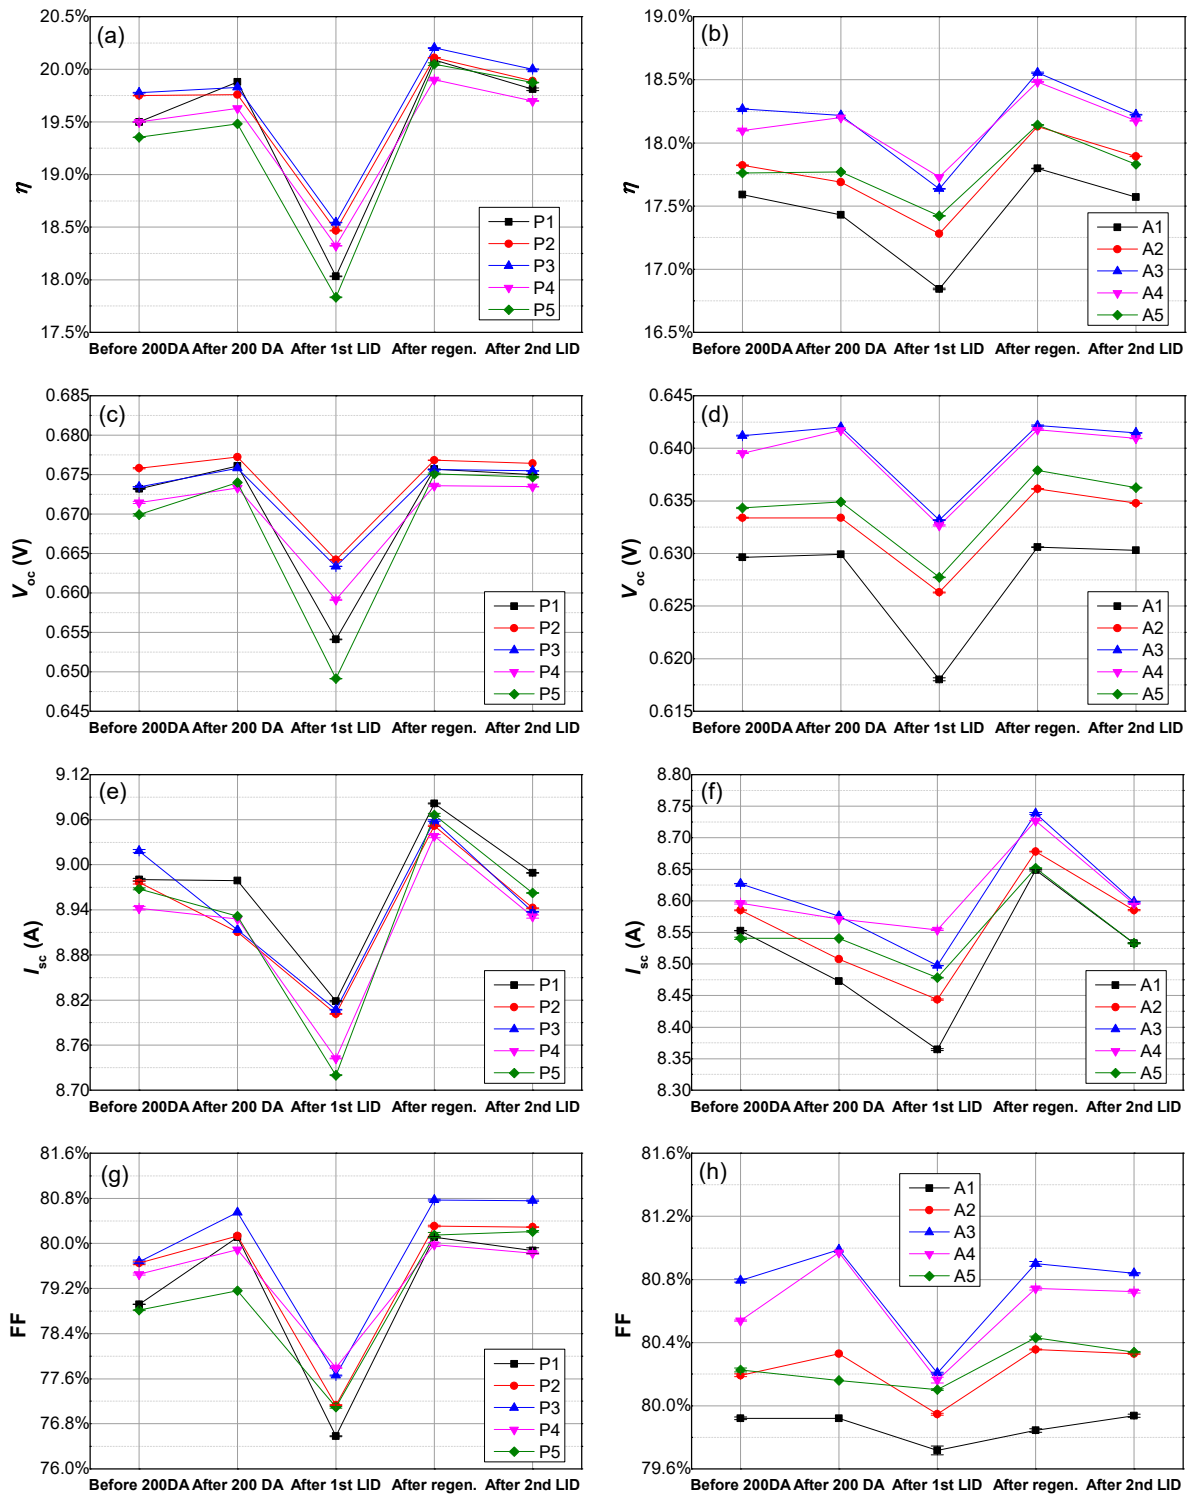 (a)
20.5%
20.0%
19.5%
19.0%
18.5%
18.0%
17.5%
η
P1
P2
P3
P4
P5
Before 200DA After 200 DA After 1st LID After regen. After 2nd LID
(b)
19.0%
18.5%
18.0%
17.5%
17.0%
16.5%
η
A1
A2
A3
A4
A5
Before 200DA After 200 DA After 1st LID After regen. After 2nd LID
(c)
0.685
0.680
0.675
0.670
0.665
0.660
0.655
0.650
0.645
Voc (V)
P1
P2
P3
P4
P5
Before 200DA After 200 DA After 1st LID After regen. After 2nd LID
(d)
0.645
0.640
0.635
0.630
0.625
0.620
0.615
Voc (V)
A1
A2
A3
A4
A5
Before 200DA After 200 DA After 1st LID After regen. After 2nd LID
(e)
9.12
9.06
9.00
8.94
8.88
8.82
8.76
8.70
Isc (A)
P1
P2
P3
P4
P5
Before 200DA After 200 DA After 1st LID After regen. After 2nd LID
(f)
8.80
8.75
8.70
8.65
8.60
8.55
8.50
8.45
8.40
8.35
8.30
Isc (A)
A1
A2
A3
A4
A5
Before 200DA After 200 DA After 1st LID After regen. After 2nd LID
(g)
81.6%
80.8%
80.0%
79.2%
78.4%
77.6%
76.8%
76.0%
FF
P1
P2
P3
P4
P5
Before 200DA After 200 DA After 1st LID After regen. After 2nd LID
(h)
81.6%
81.2%
80.8%
80.4%
80.0%
79.6%
FF
A1
A2
A3
A4
A5
Before 200DA After 200 DA After 1st LID After regen. After 2nd LID